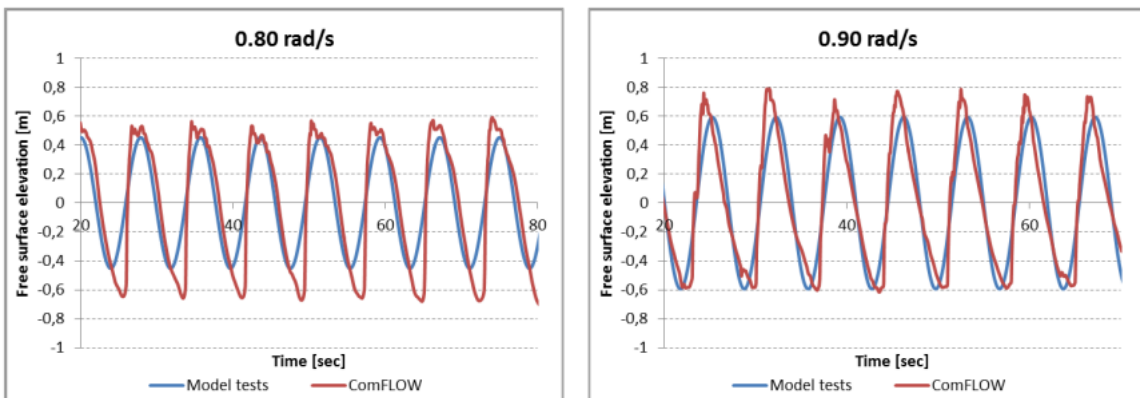 0.80 rad/s
1
0,8
0,6
0,4
0,2
0
-0,2
-0,4
-0,6
-0,8
-1
20
40
60
80
Free surface elevation [m]
Time [sec]
Model tests
ComFLOW
0.90 rad/s
1
0,8
0,6
0,4
0,2
0
-0,2
-0,4
-0,6
-0,8
-1
20
40
60
Free surface elevation [m]
Time [sec]
Model tests
ComFLOW